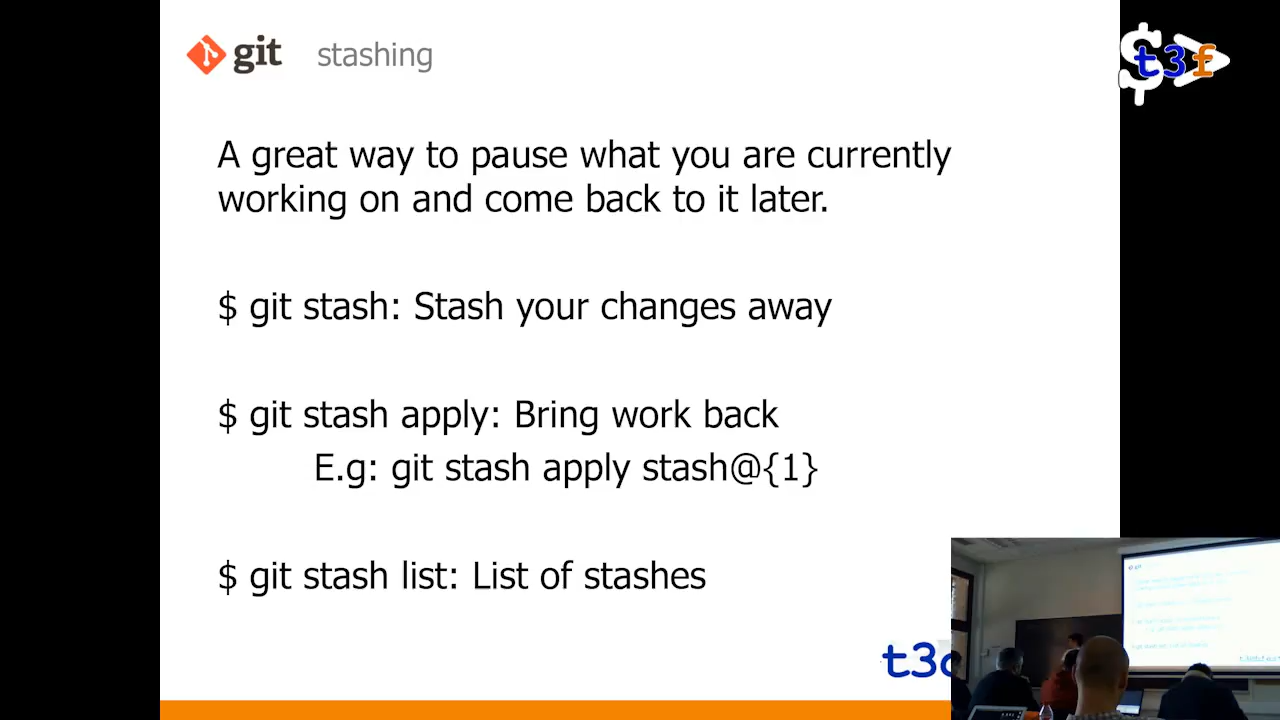 git stashing
$ t3f
A great way to pause what you are currently
working on and come back to it later.
$ git stash: Stash your changes away
$ git stash apply: Bring work back
E.g: git stash apply stash@{1}
$ git stash list: List of stashes
git